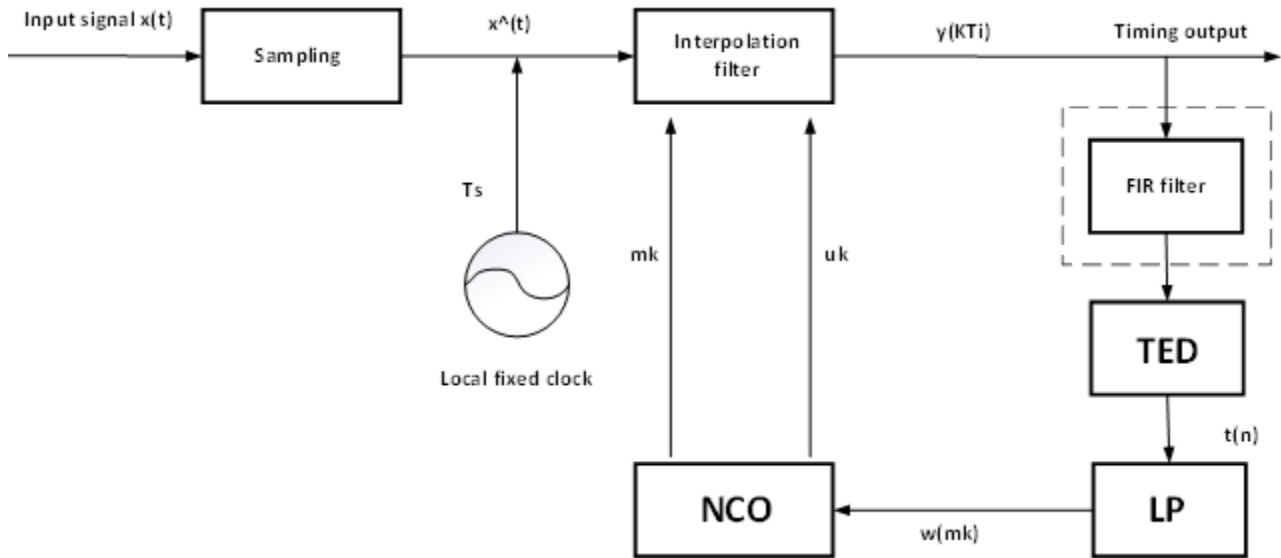 Input signal x(t)
Sampling
x^(t)
Interpolation
filter
y(KTi)
Timing output
FIR filter
Ts
mk
uk
TED
Local fixed clock
t(n)
NCO
LP
w(mk)